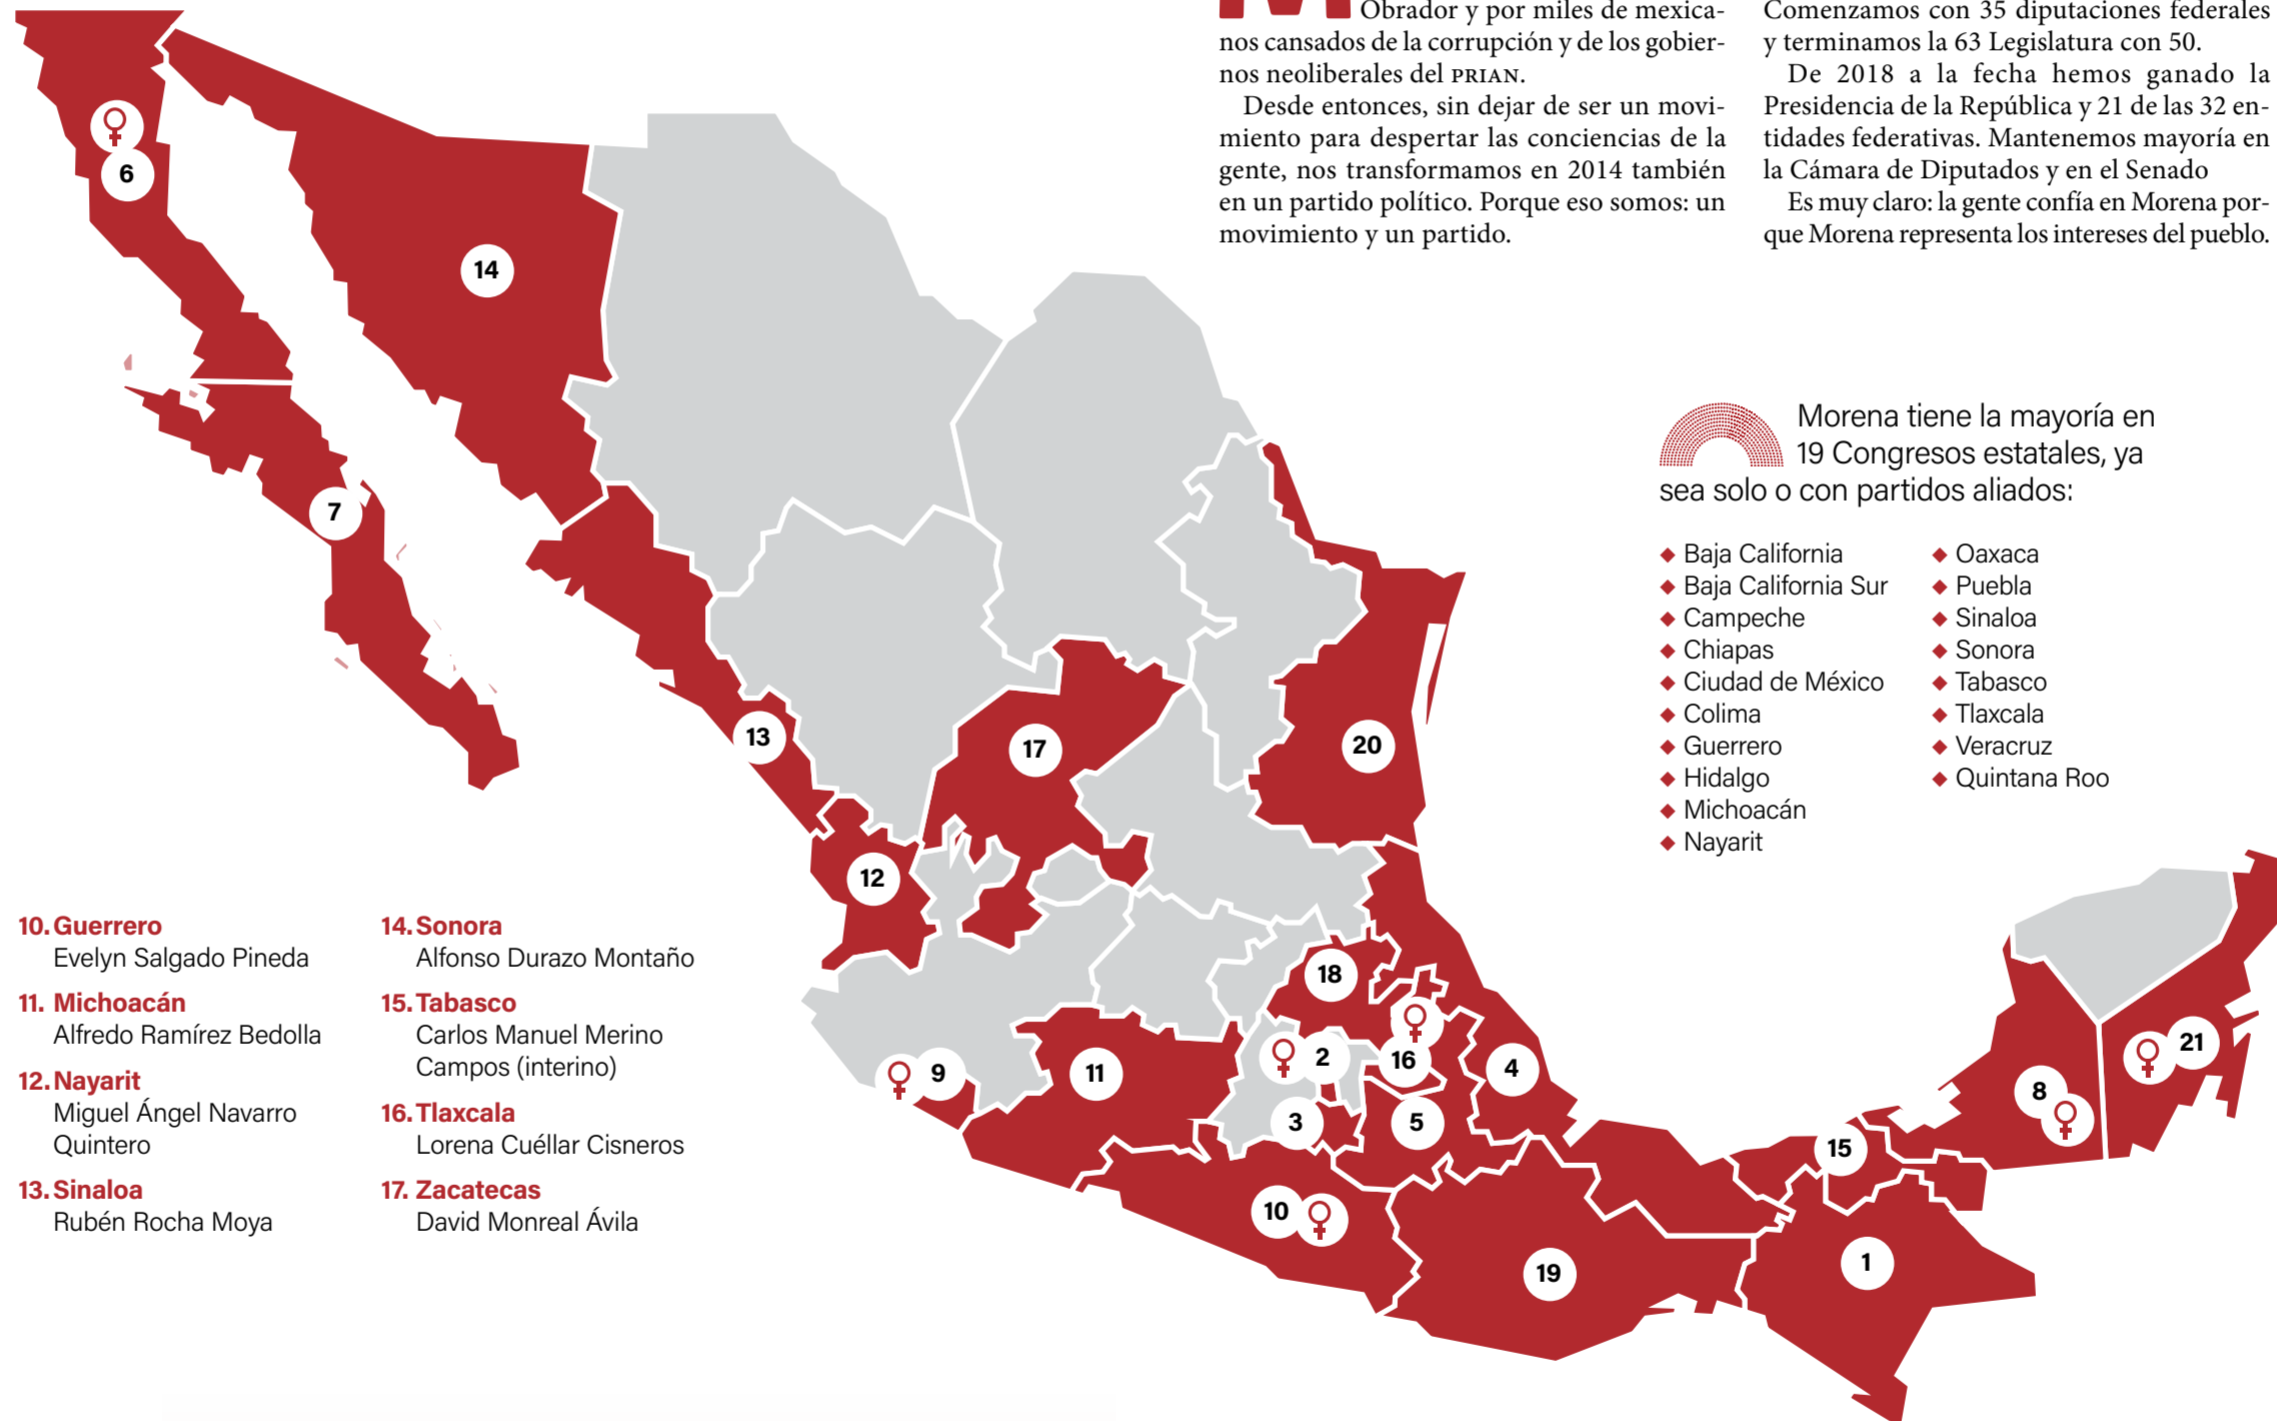 Obrador y por miles de mexica-
nos cansados de la corrupción y de los gobier-
nos neoliberales del PRIAN.
Desde entonces, sin dejar de ser un movi-
miento para despertar las conciencias de la
gente, nos transformamos en 2014 también
en un partido político. Porque eso somos: un
movimiento y un partido.
Comenzamos con 35 diputaciones federales
y terminamos la 63 Legislatura con 50.
De 2018 a la fecha hemos ganado la
Presidencia de la República y 21 de las 32 en-
tidades federativas. Mantenemos mayoría en
la Cámara de Diputados y en el Senado
Es muy claro: la gente confía en Morena por-
que Morena representa los intereses del pueblo.
Morena tiene la mayoría en
19 Congresos estatales, ya
sea solo o con partidos aliados:
◆ Baja California
◆ Baja California Sur
◆ Campeche
◆ Chiapas
◆ Ciudad de México
◆ Colima
◆ Guerrero
◆ Hidalgo
◆ Michoacán
◆ Nayarit
◆ Oaxaca
◆ Puebla
◆ Sinaloa
◆ Sonora
◆ Tabasco
◆ Tlaxcala
◆ Veracruz
◆ Quintana Roo
6
14
7
13
17
20
12
18
9
11
2
16
4
3
5
10
19
15
1
8
21
10. Guerrero
Evelyn Salgado Pineda
11. Michoacán
Alfredo Ramírez Bedolla
12. Nayarit
Miguel Ángel Navarro
Quintero
13. Sinaloa
Rubén Rocha Moya
14. Sonora
Alfonso Durazo Montaño
15. Tabasco
Carlos Manuel Merino
Campos (interino)
16. Tlaxcala
Lorena Cuéllar Cisneros
17. Zacatecas
David Monreal Ávila